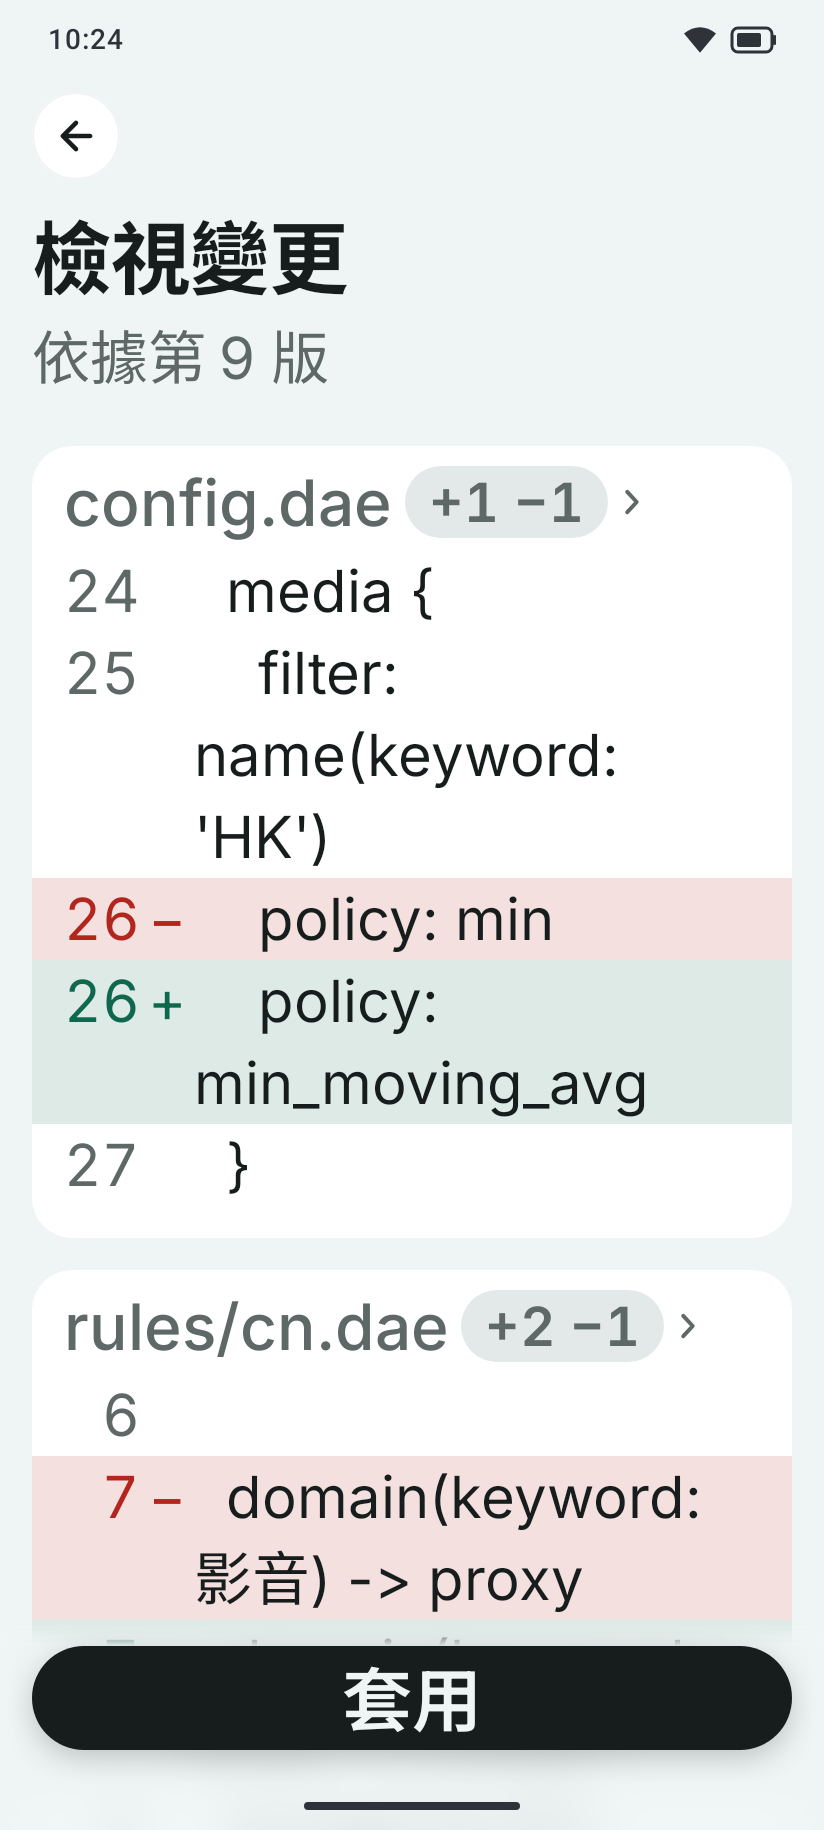 10:24
檢視變更
依據第 9 版
config.dae +1 −1
24 media {
25 filter:
name(keyword:
'HK')
26 − policy: min
26 + policy:
min_moving_avg
27 }
rules/cn.dae +2 −1
6
7 − domain(keyword:
影音) -> proxy
套用